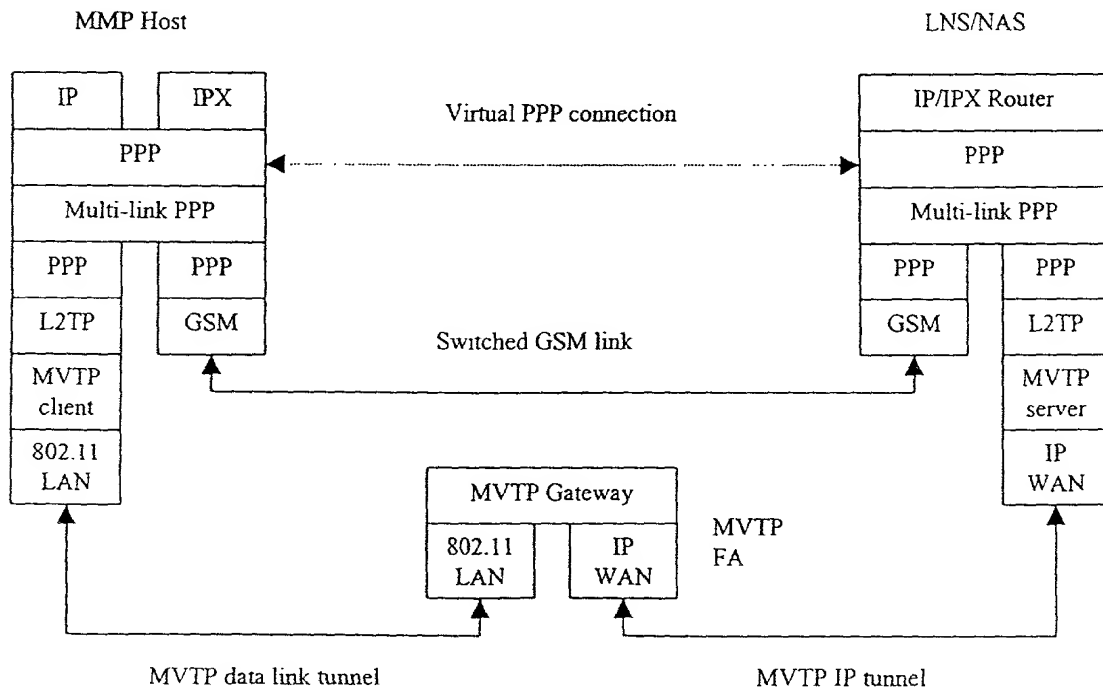 MMP Host
LNS/NAS
IP
IPX
IP/IPX Router
Virtual PPP connection
PPP
PPP
Multi-link PPP
Multi-link PPP
PPP
PPP
PPP
PPP
L2TP
GSM
GSM
L2TP
Switched GSM link
MVTP
client
MVTP
server
802.11
LAN
IP
WAN
MVTP Gateway
802.11
LAN
IP
WAN
MVTP
FA
MVTP data link tunnel
MVTP IP tunnel